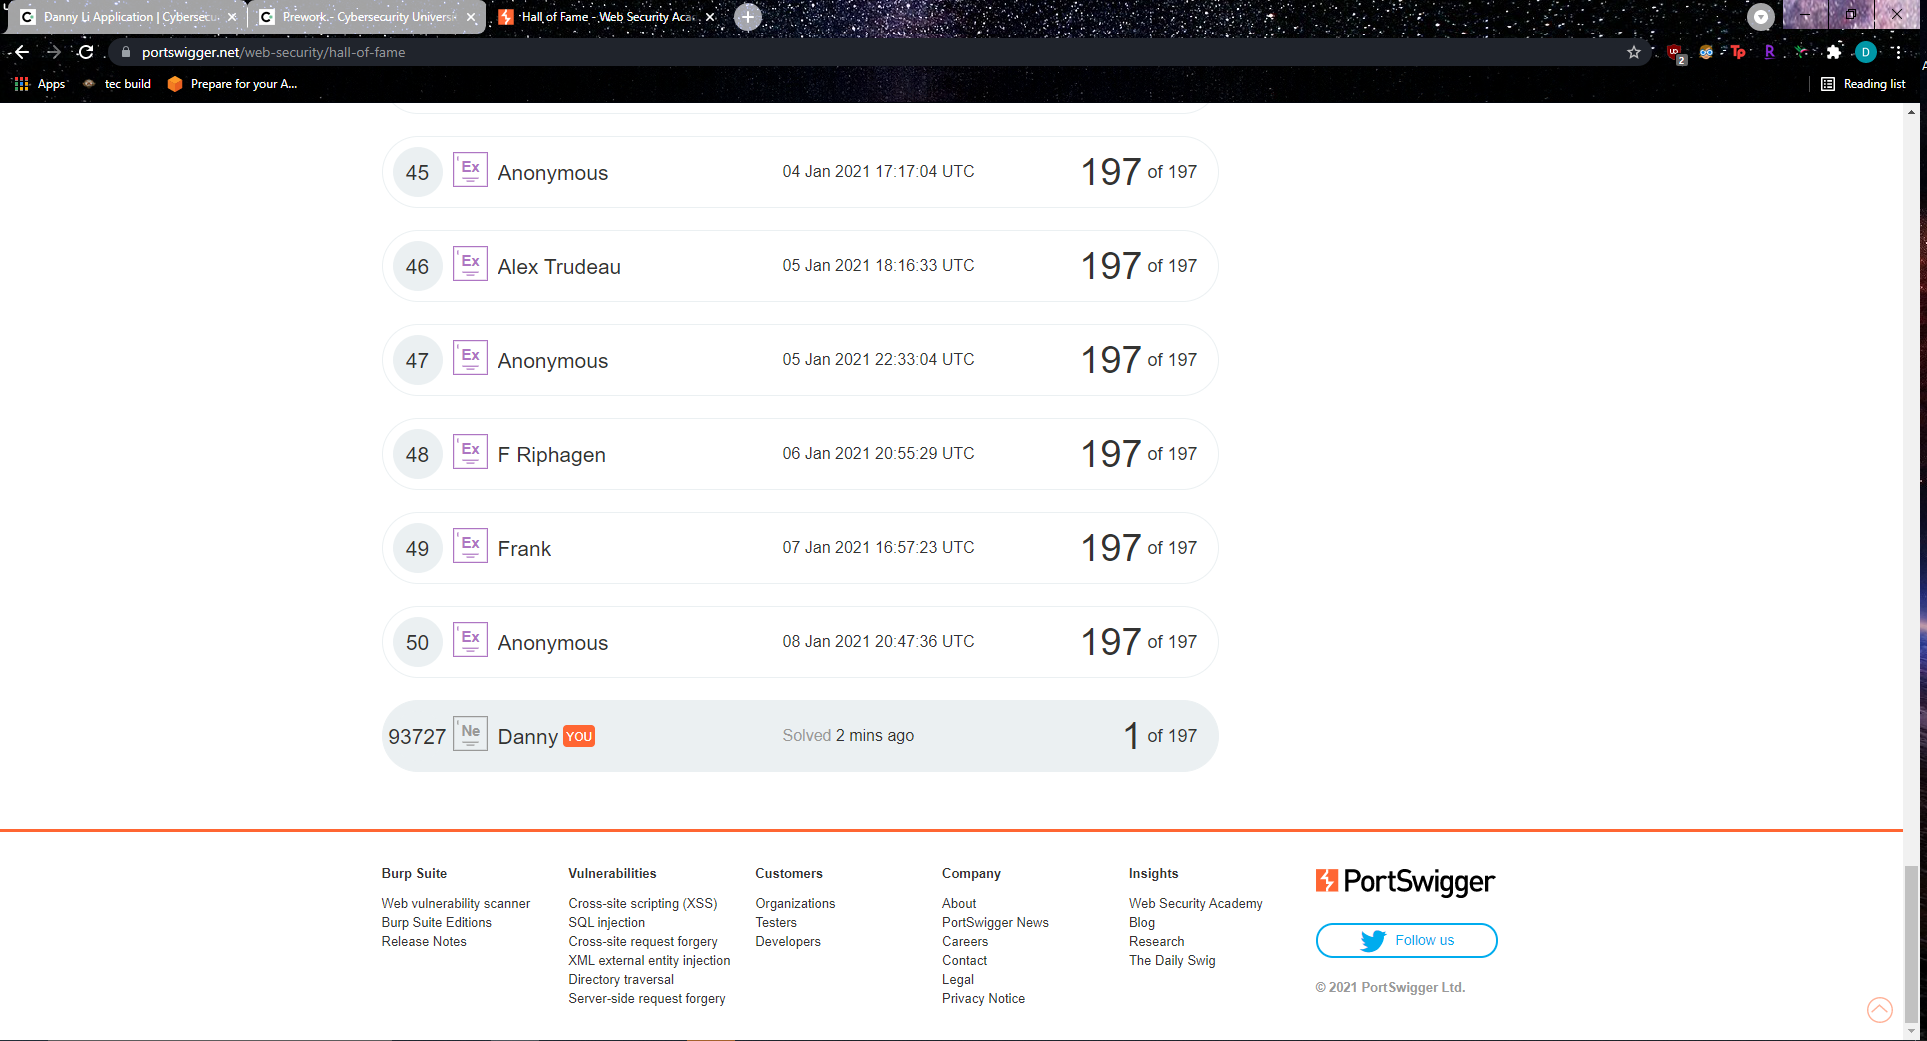 Danny Li Application | Cybersecu
Prework - Cybersecurity Universi
Hall of Fame - Web Security Aca
portswigger.net/web-security/hall-of-fame
2
Tp
R
D
Apps
tec build
Prepare for your A...
Reading list
45 Ex Anonymous 04 Jan 2021 17:17:04 UTC 197 of 197
46 Ex Alex Trudeau 05 Jan 2021 18:16:33 UTC 197 of 197
47 Ex Anonymous 05 Jan 2021 22:33:04 UTC 197 of 197
48 Ex F Riphagen 06 Jan 2021 20:55:29 UTC 197 of 197
49 Ex Frank 07 Jan 2021 16:57:23 UTC 197 of 197
50 Ex Anonymous 08 Jan 2021 20:47:36 UTC 197 of 197
93727 Ne Danny YOU Solved 2 mins ago 1 of 197
Burp Suite
Web vulnerability scanner
Burp Suite Editions
Release Notes
Vulnerabilities
Cross-site scripting (XSS)
SQL injection
Cross-site request forgery
XML external entity injection
Directory traversal
Server-side request forgery
Customers
Organizations
Testers
Developers
Company
About
PortSwigger News
Careers
Contact
Legal
Privacy Notice
Insights
Web Security Academy
Blog
Research
The Daily Swig
PortSwigger
Follow us
© 2021 PortSwigger Ltd.